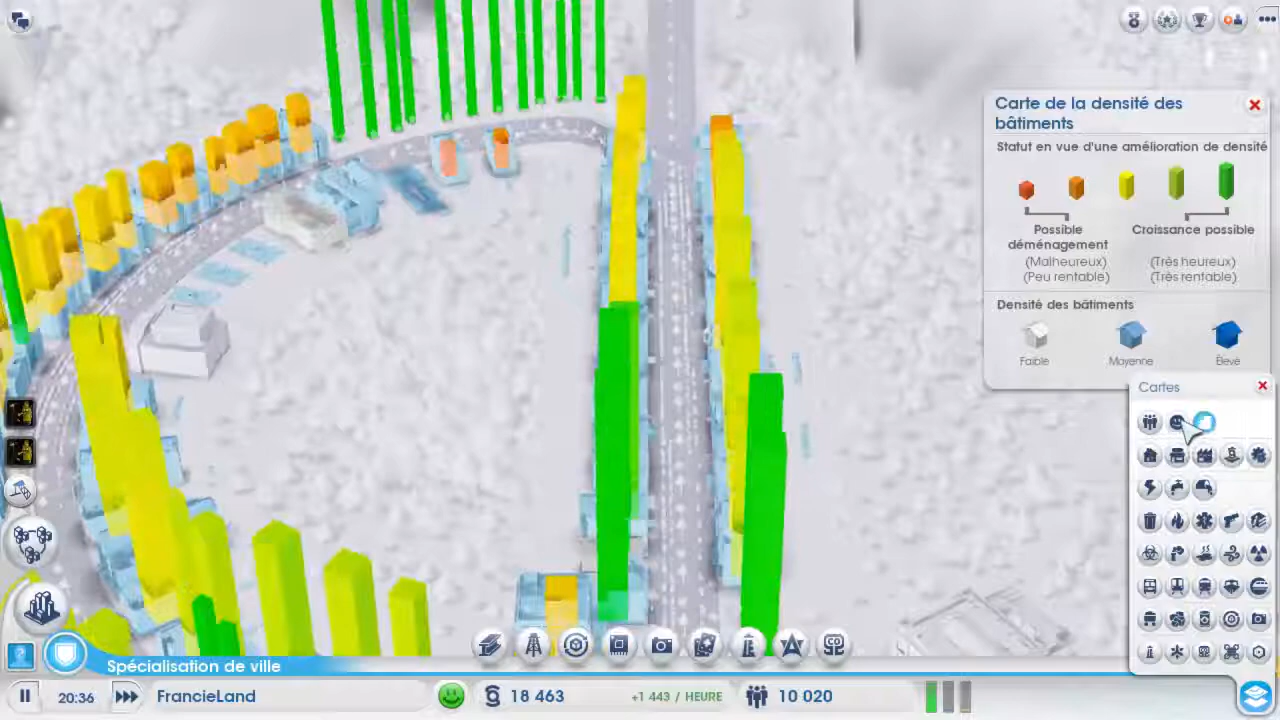 Carte de la densité des
bâtiments
Statut en vue d'une amélioration de densité
Possible
déménagement
Croissance possible
(Malheureux)
(Très heureux)
(Peu rentable)
(Très rentable)
Densité des bâtiments
Faible
Moyenne
Élevé
Cartes
Spécialisation de ville
20:36
FrancieLand
18 463
+1 443 / HEURE
10 020